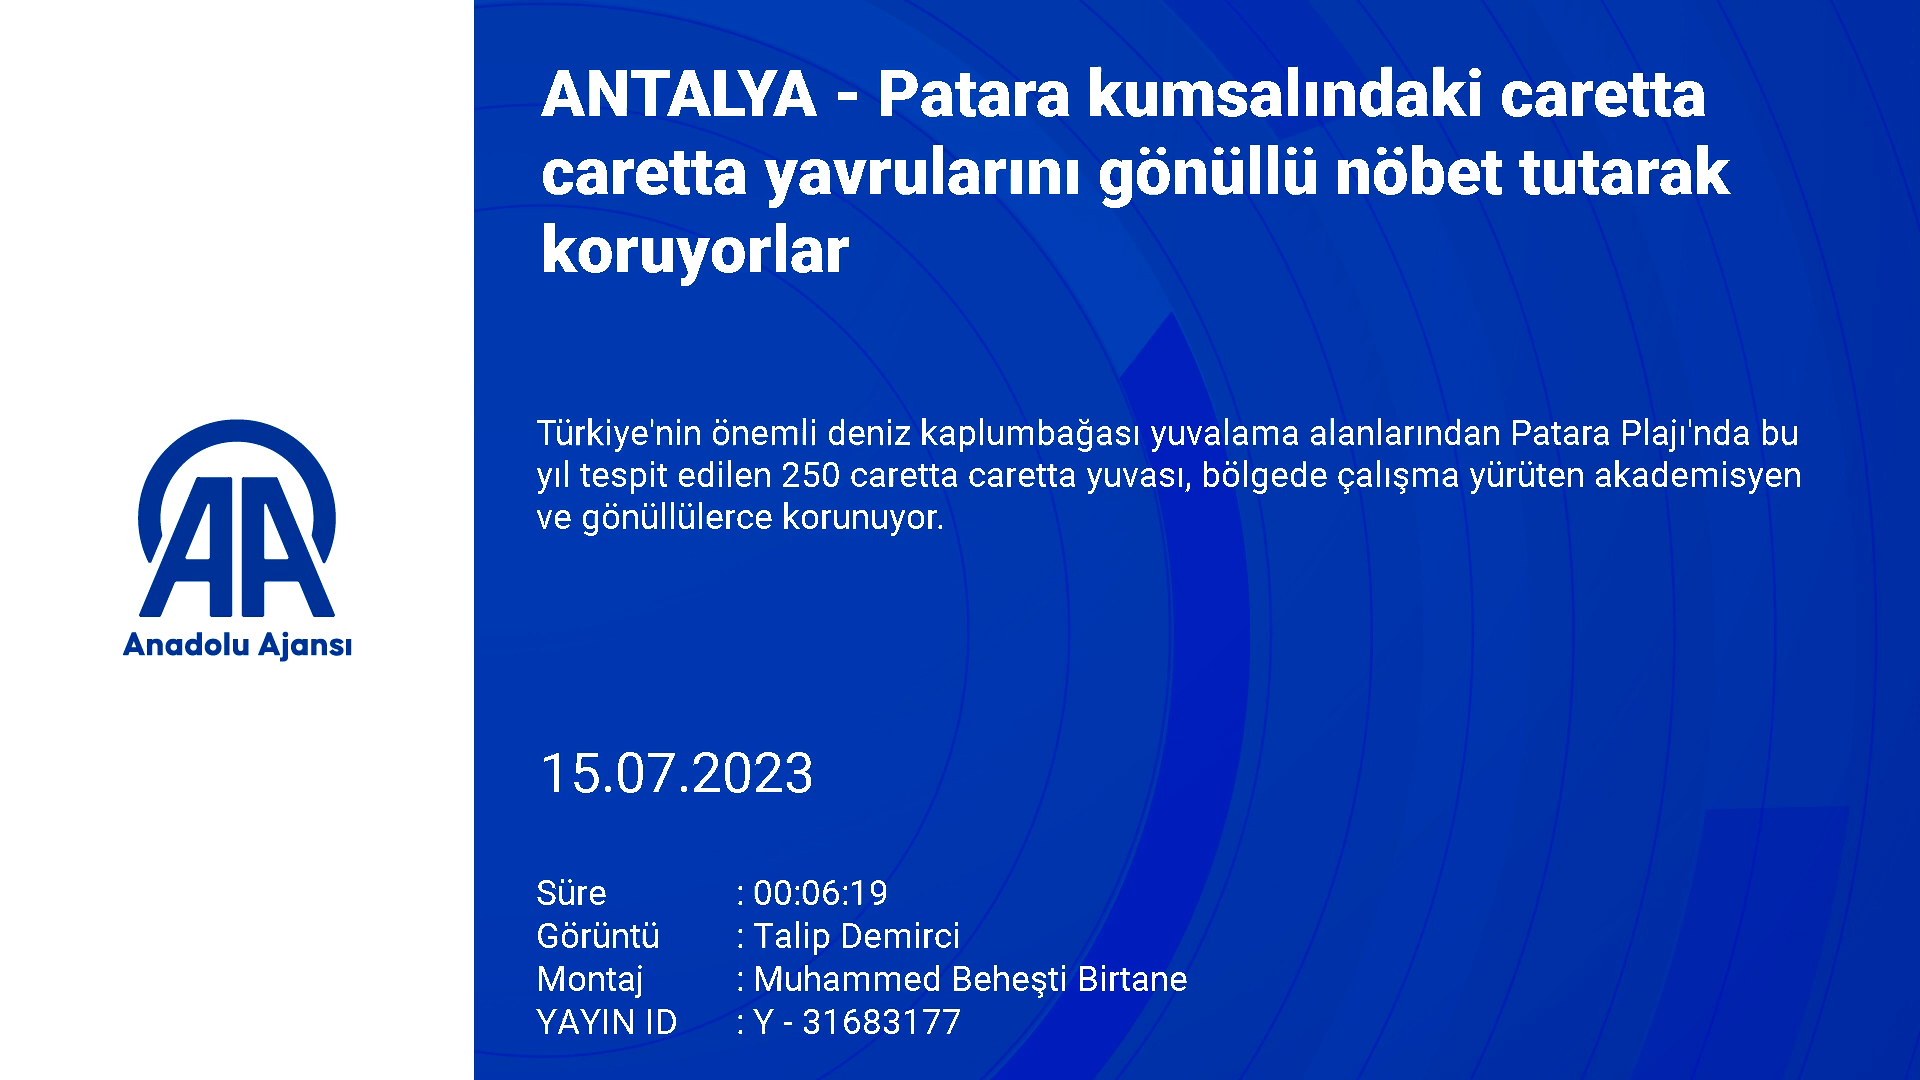 ANTALYA - Patara kumsalındaki caretta
caretta yavrularını gönüllü nöbet tutarak
koruyorlar
Türkiye'nin önemli deniz kaplumbağası yuvalama alanlarından Patara Plajı'nda bu
yıl tespit edilen 250 caretta caretta yuvası, bölgede çalışma yürüten akademisyen
ve gönüllülerce korunuyor.
AA
Anadolu Ajansı
15.07.2023
Süre : 00:06:19
Görüntü : Talip Demirci
Montaj : Muhammed Beheşti Birtane
YAYIN ID : Y - 31683177